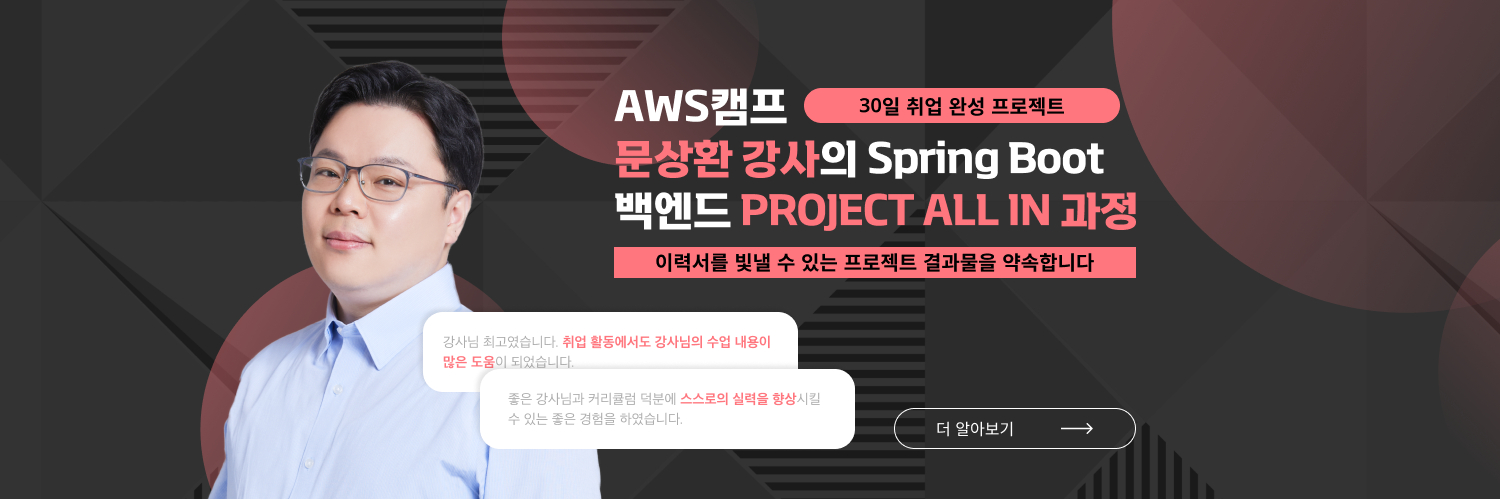 AWS캠프 30일 취업 완성 프로젝트
문상환 강사의 Spring Boot
백엔드 PROJECT ALL IN 과정
이력서를 빛낼 수 있는 프로젝트 결과물을 약속합니다
강사님 최고였습니다. 취업 활동에서도 강사님의 수업 내용이
많은 도움이 되었습니다.
좋은 강사님과 커리큘럼 덕분에 스스로의 실력을 향상시킬
수 있는 좋은 경험을 하였습니다.
더 알아보기